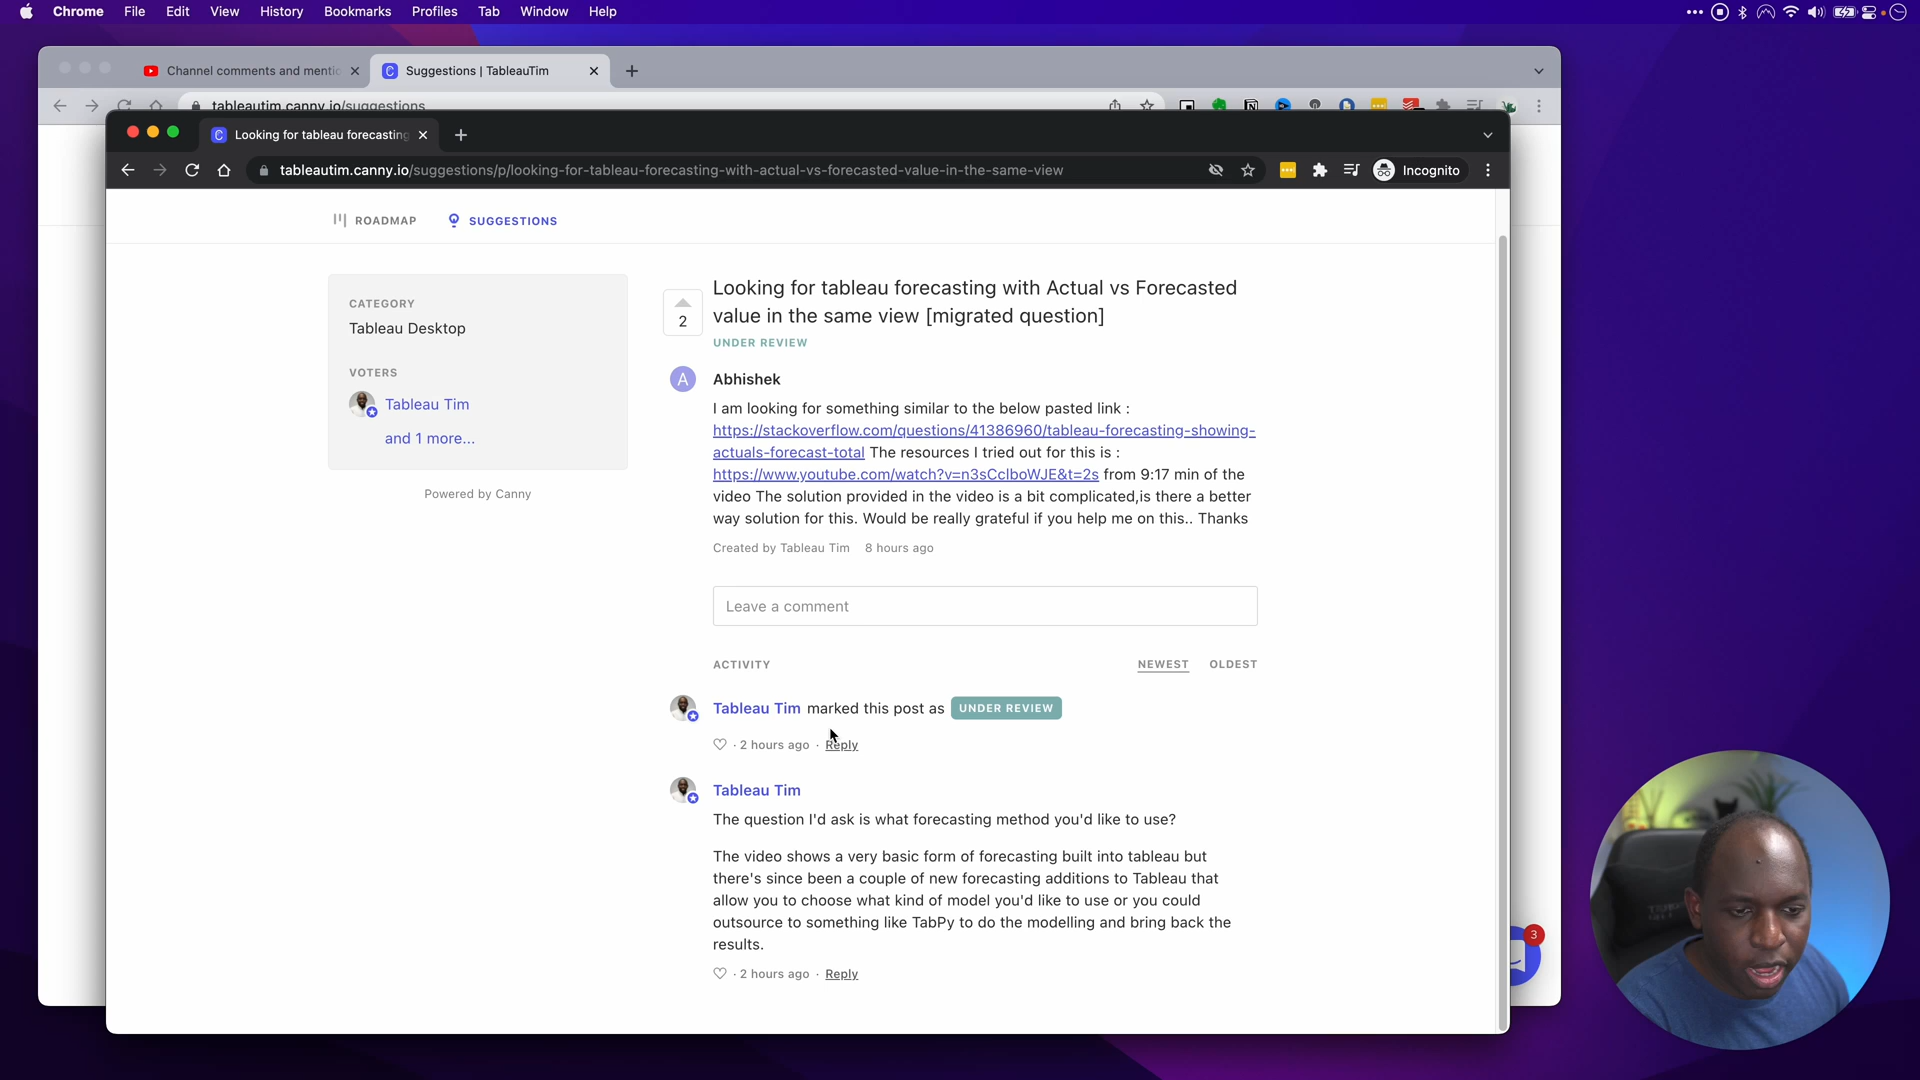 Chrome File Edit View History Bookmarks Profiles Tab Window Help
Channel comments and mentio
Suggestions | TableauTim
tableautim.canny.io/suggestions
Looking for tableau forecasting
tableautim.canny.io/suggestions/p/looking-for-tableau-forecasting-with-actual-vs-forecasted-value-in-the-same-view
Incognito
ROADMAP
SUGGESTIONS
CATEGORY
Tableau Desktop
VOTERS
Tableau Tim
and 1 more...
Powered by Canny
2
Looking for tableau forecasting with Actual vs Forecasted
value in the same view [migrated question]
UNDER REVIEW
A
Abhishek
I am looking for something similar to the below pasted link :
https://stackoverflow.com/questions/41386960/tableau-forecasting-showing-
actuals-forecast-total The resources I tried out for this is :
https://www.youtube.com/watch?v=n3sCclboWJE&t=2s from 9:17 min of the
video The solution provided in the video is a bit complicated,is there a better
way solution for this. Would be really grateful if you help me on this.. Thanks
Created by Tableau Tim 8 hours ago
Leave a comment
ACTIVITY
NEWEST
OLDEST
Tableau Tim marked this post as UNDER REVIEW
· 2 hours ago · Reply
Tableau Tim
The question I'd ask is what forecasting method you'd like to use?
The video shows a very basic form of forecasting built into tableau but
there's since been a couple of new forecasting additions to Tableau that
allow you to choose what kind of model you'd like to use or you could
outsource to something like TabPy to do the modelling and bring back the
results.
· 2 hours ago · Reply
3